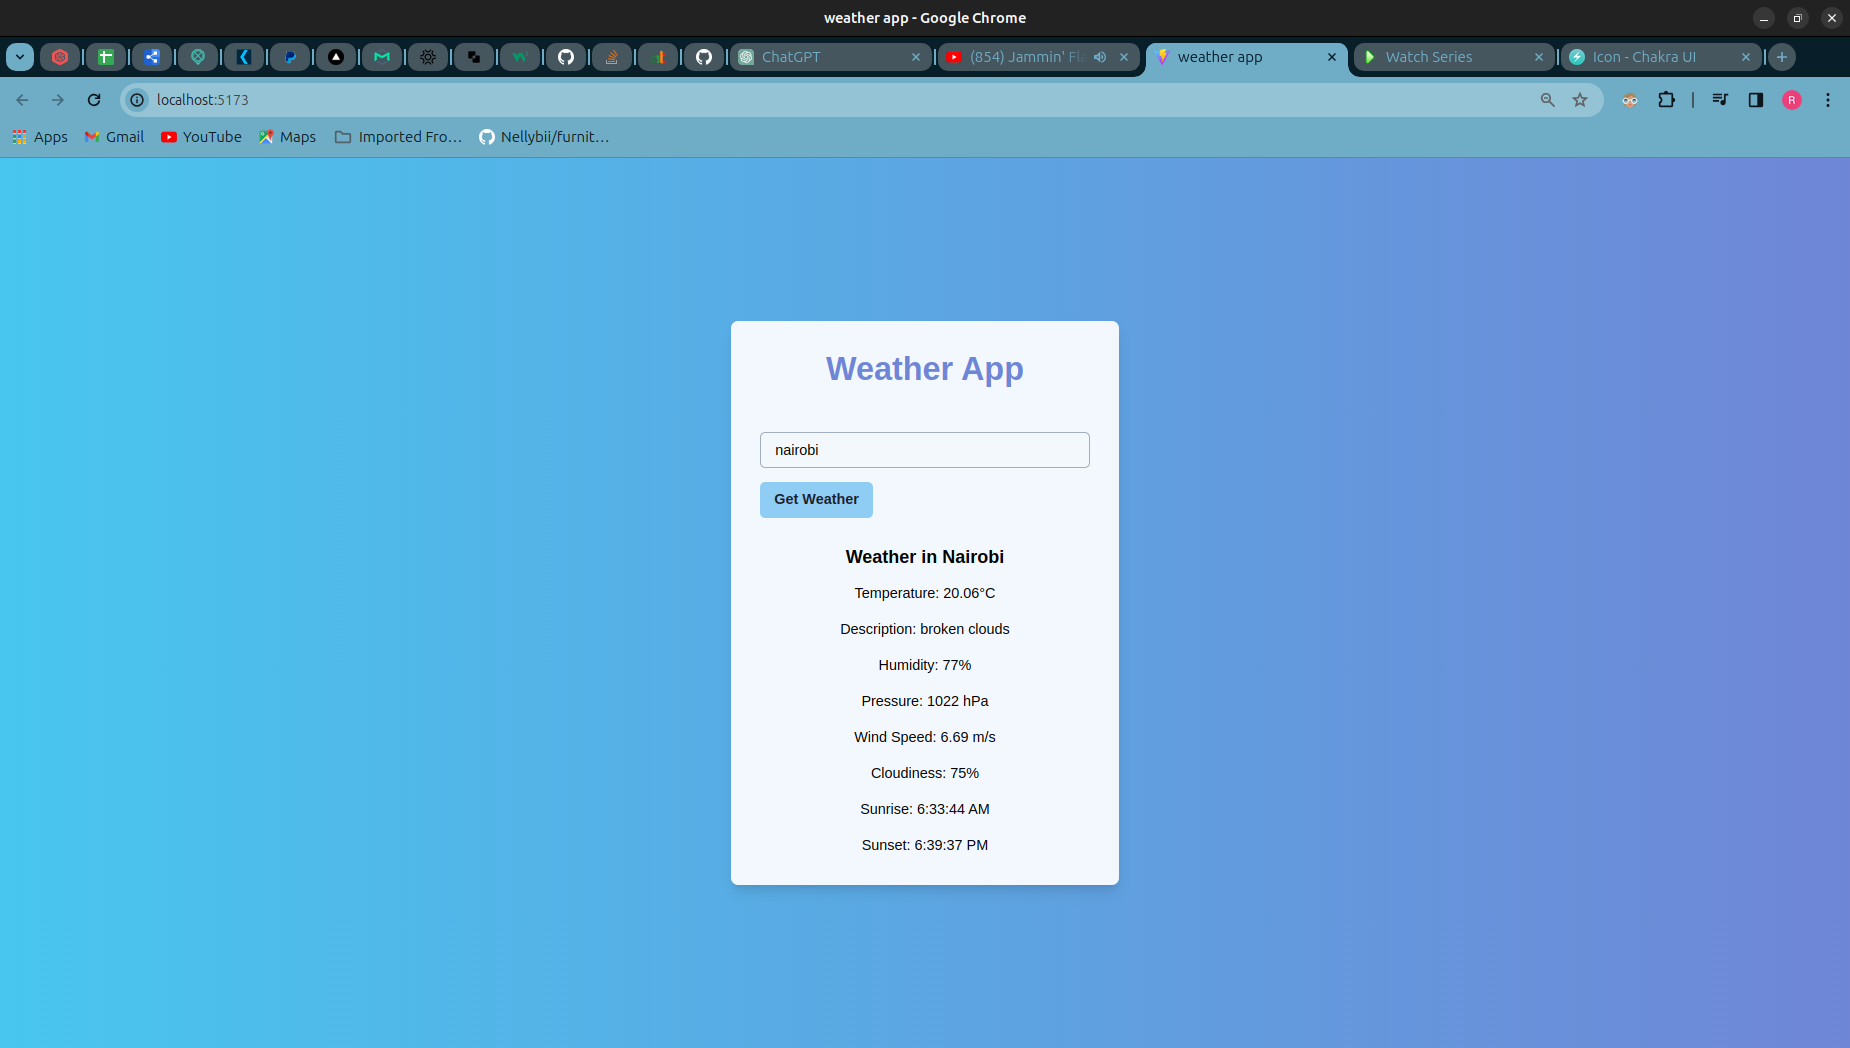 weather app - Google Chrome
ChatGPT
(854) Jammin' Fla
weather app
Watch Series
Icon - Chakra UI
localhost:5173
R
Apps
Gmail
YouTube
Maps
Imported Fro…
Nellybii/furnit…
Weather App
nairobi
Get Weather
Weather in Nairobi
Temperature: 20.06°C
Description: broken clouds
Humidity: 77%
Pressure: 1022 hPa
Wind Speed: 6.69 m/s
Cloudiness: 75%
Sunrise: 6:33:44 AM
Sunset: 6:39:37 PM